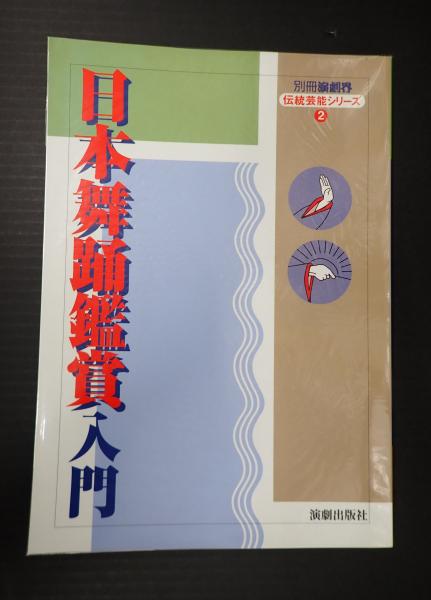 別冊演劇界
伝統芸能シリーズ
2
日本舞踊鑑賞入門
演劇出版社